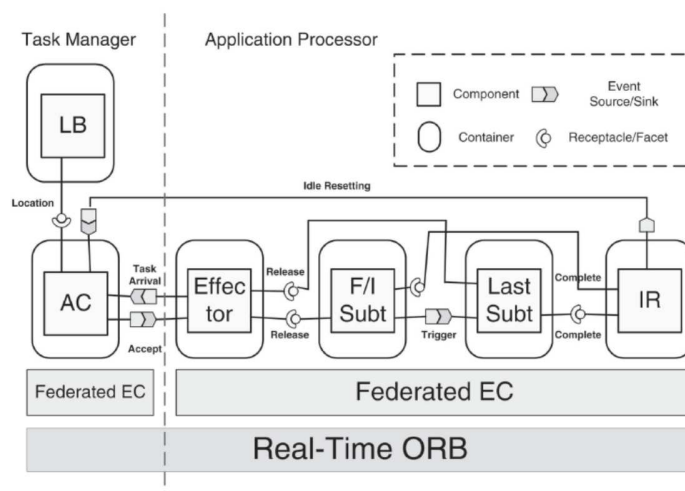 Task Manager
Application Processor
LB
Component
Event
Source/Sink
Container
Receptacle/Facet
Idle Resetting
Location
AC
Task
Arrival
Accept
Effec
tor
Release
Release
F/I
Subt
Trigger
Last
Subt
Complete
Complete
IR
Federated EC
Federated EC
Real-Time ORB